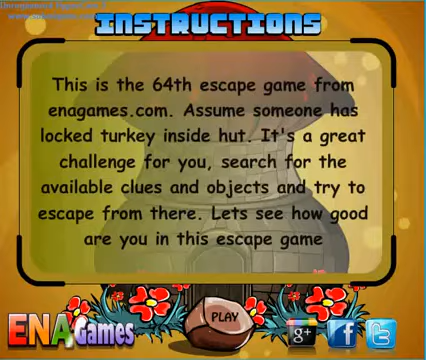 INSTRUCTIONS
This is the 64th escape game from
enagames.com. Assume someone has
locked turkey inside hut. It's a great
challenge for you, search for the
available clues and objects and try to
escape from there. Lets see how good
are you in this escape game
PLAY
ENA Games
g+ f t